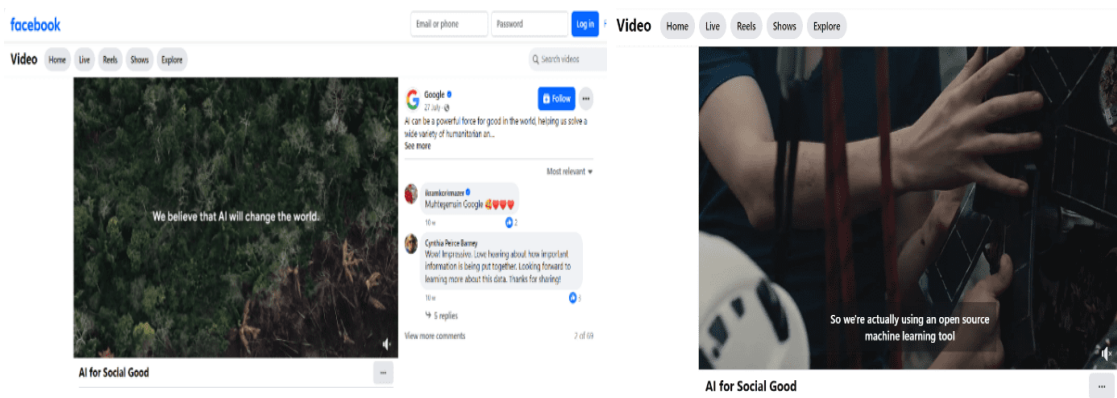 facebook
Email or phone
Password
Log in
Video
Home
Live
Reels
Shows
Explore
Search videos
We believe that AI will change the world.
AI for Social Good
Google
27 July
Follow
AI can be a powerful force for good in the world, helping us solve a
wide variety of humanitarian an...
See more
Most relevant
Muhteşemsin Google
10 w
2
Cynthia Peirce Barney
Wow! Impressive. Love hearing about how important
information is being put together. Looking forward to
learning more about this data. Thanks for sharing!
10 w
3
5 replies
View more comments
2 of 69
Video
Home
Live
Reels
Shows
Explore
So we're actually using an open source
machine learning tool
AI for Social Good